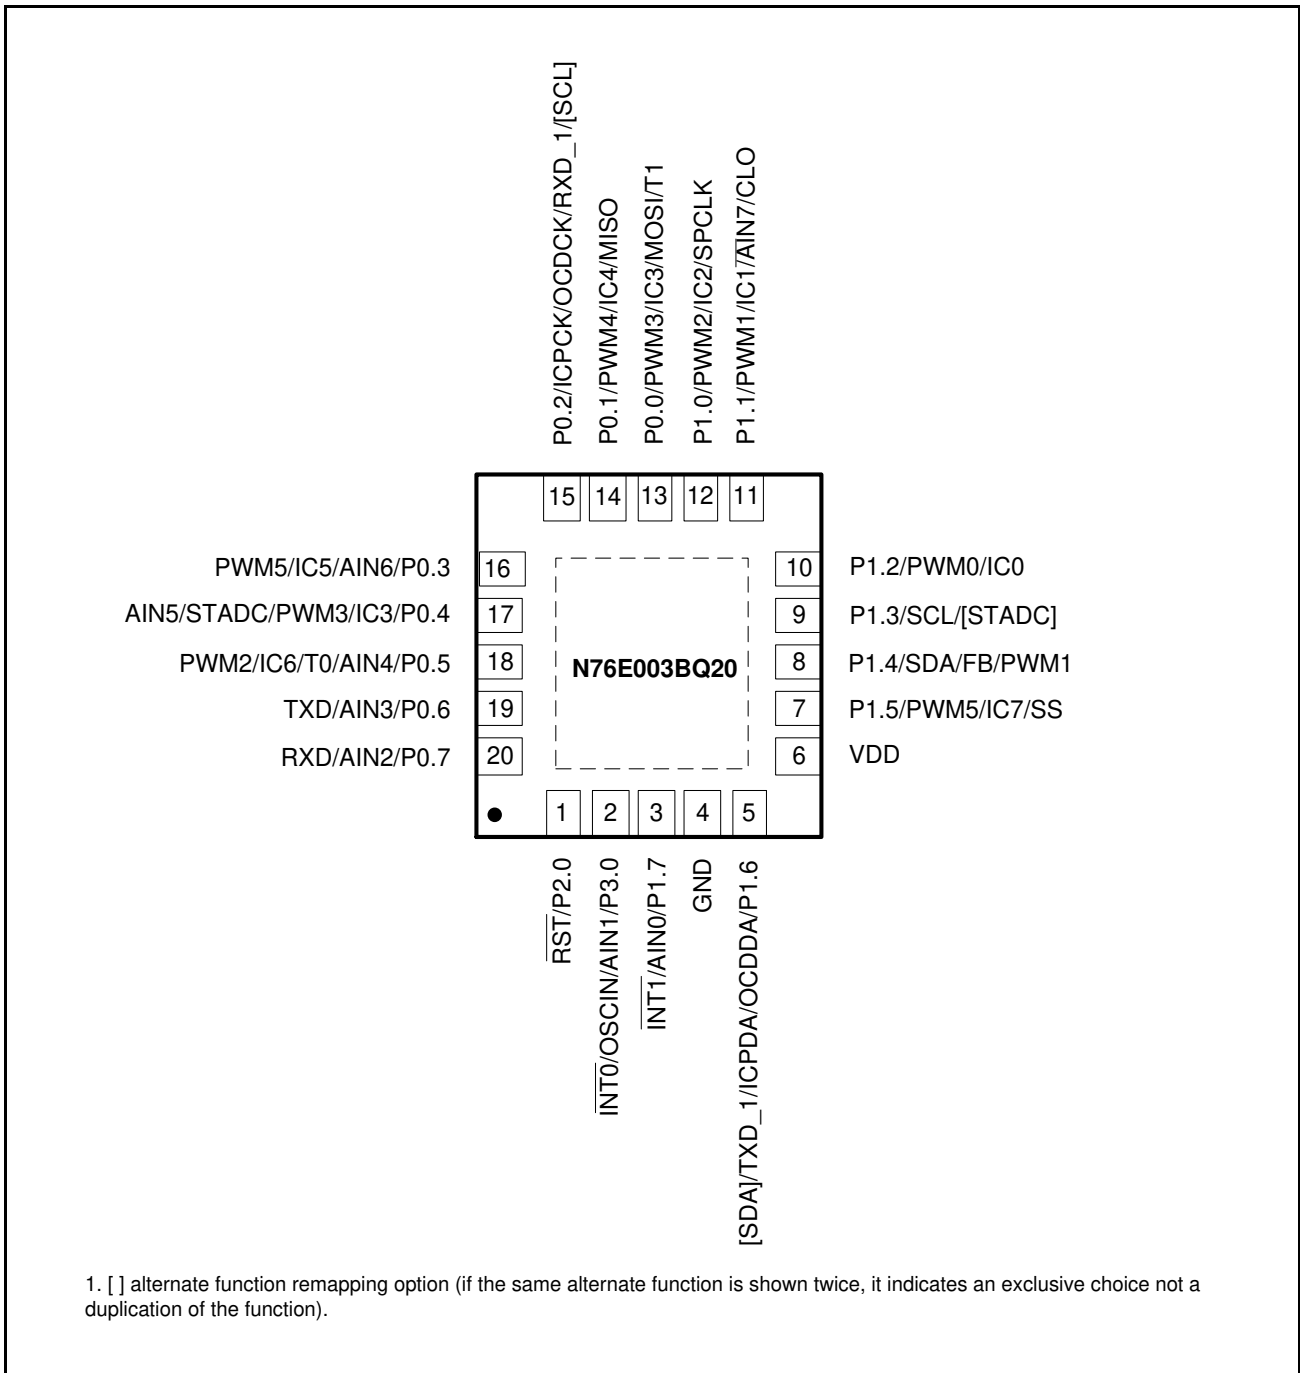 P0.2/ICPCK/OCDCK/RXD_1/[SCL]
P0.1/PWM4/IC4/MISO
P0.0/PWM3/IC3/MOSI/T1
P1.0/PWM2/IC2/SPCLK
P1.1/PWM1/IC1/AIN7/CLO
15
14
13
12
11
PWM5/IC5/AIN6/P0.3
16
10
P1.2/PWM0/IC0
AIN5/STADC/PWM3/IC3/P0.4
17
9
P1.3/SCL/[STADC]
PWM2/IC6/T0/AIN4/P0.5
18
N76E003BQ20
8
P1.4/SDA/FB/PWM1
TXD/AIN3/P0.6
19
7
P1.5/PWM5/IC7/SS
RXD/AIN2/P0.7
20
6
VDD
1
2
3
4
5
RST/P2.0
INT0/OSCIN/AIN1/P3.0
INT1/AIN0/P1.7
GND
[SDA]/TXD_1/ICPDA/OCDDA/P1.6
1. [ ] alternate function remapping option (if the same alternate function is shown twice, it indicates an exclusive choice not a
duplication of the function).